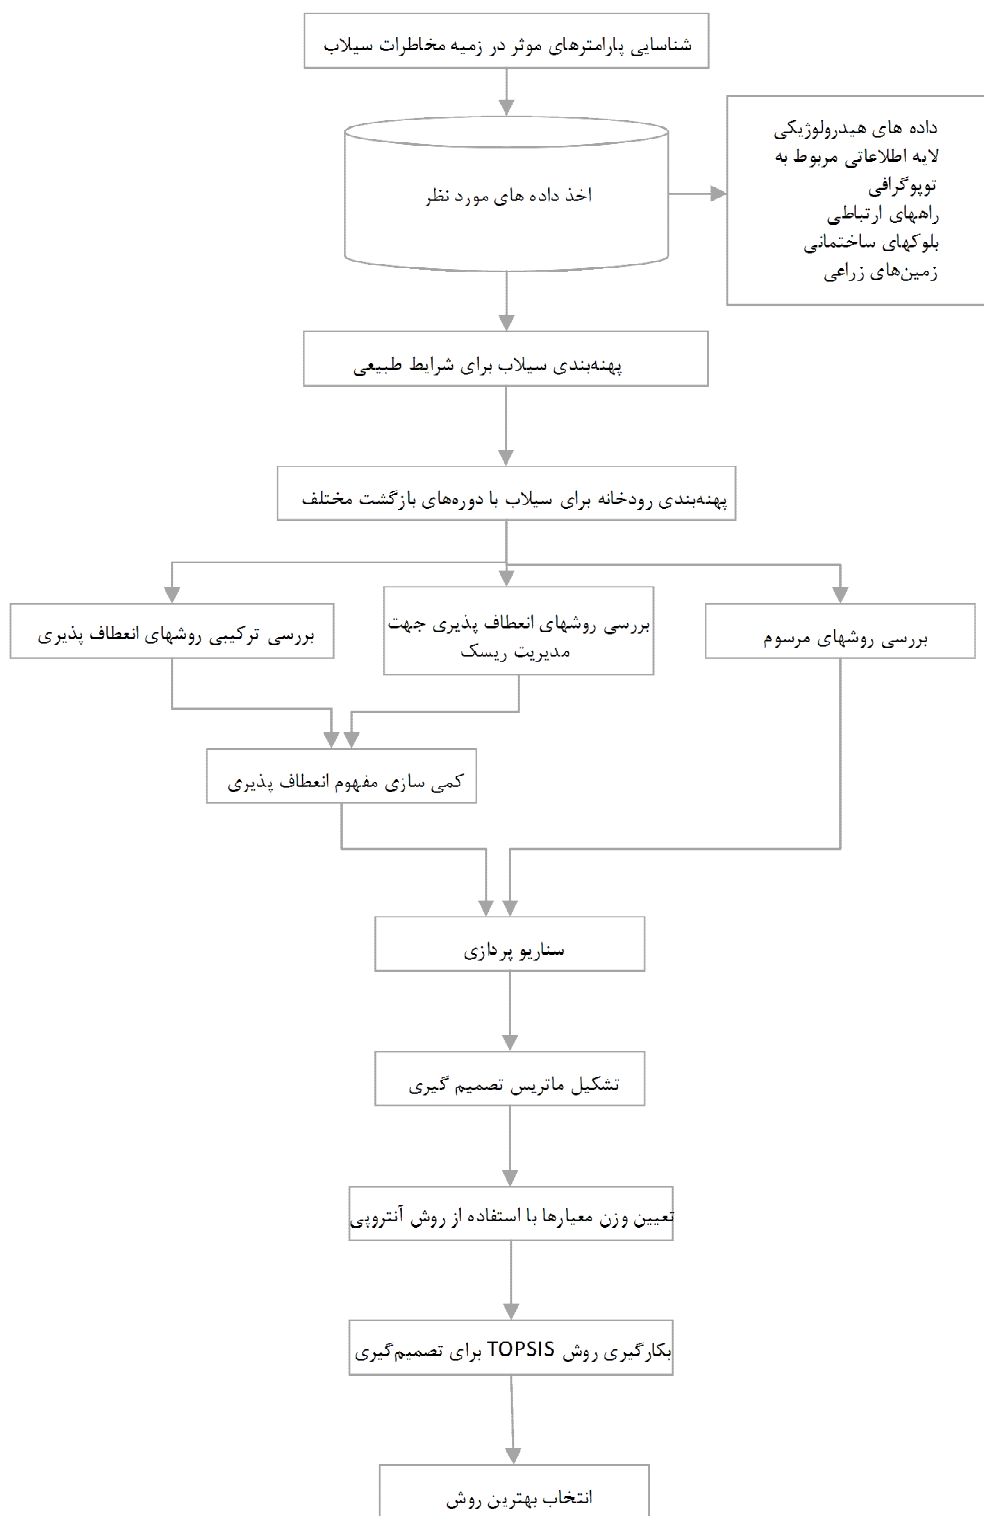 شناسایی پارامترهای موثر در زمیه مخاطرات سیلاب
اخذ داده های مورد نظر
داده های هیدرولوژیکی
لایه اطلاعاتی مربوط به
توپوگرافی
راههای ارتباطی
بلوکهای ساختمانی
زمین‌های زراعی
پهنه‌بندی سیلاب برای شرایط طبیعی
پهنه‌بندی رودخانه برای سیلاب با دوره‌های بازگشت مختلف
بررسی روشهای مرسوم
بررسی روشهای انعطاف پذیری جهت
مدیریت ریسک
بررسی ترکیبی روشهای انعطاف پذیری
کمی سازی مفهوم انعطاف پذیری
سناریو پردازی
تشکیل ماتریس تصمیم گیری
تعیین وزن معیارها با استفاده از روش آنتروپی
بکارگیری روش TOPSIS برای تصمیم‌گیری
انتخاب بهترین روش